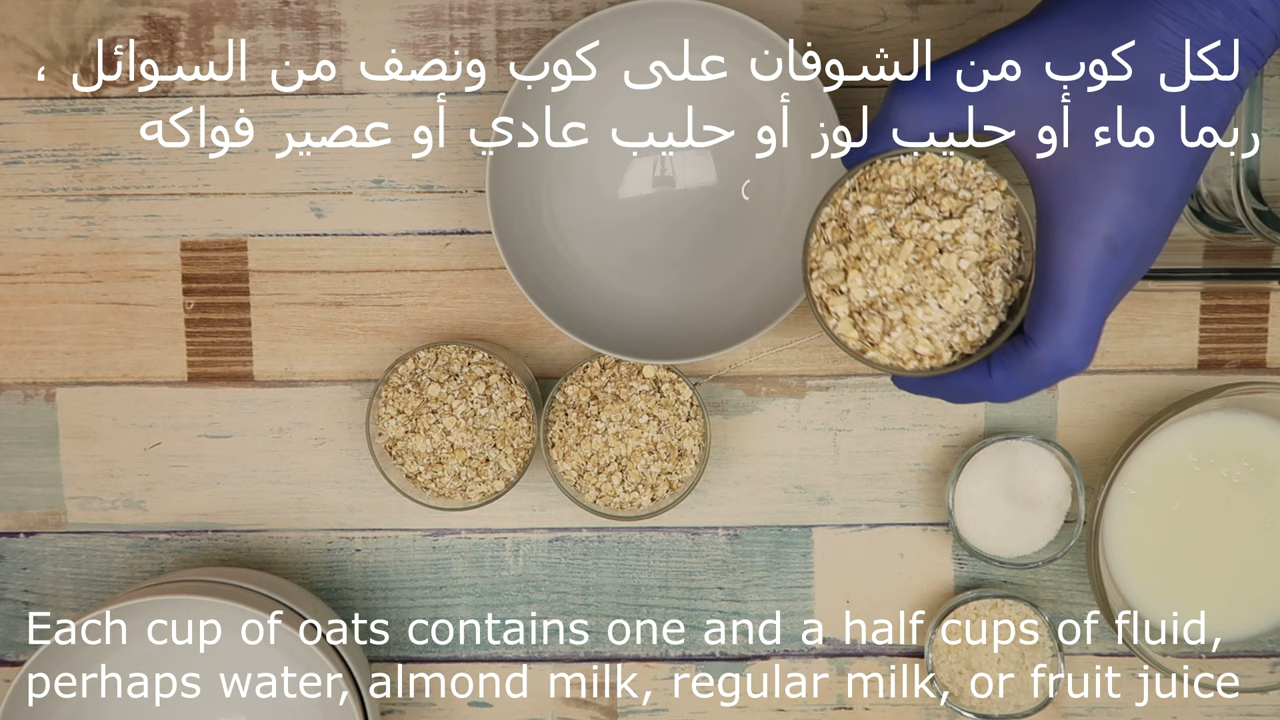 لكل كوب من الشوفان على كوب ونصف من السوائل ،
ربما ماء أو حليب لوز أو حليب عادي أو عصير فواكه
Each cup of oats contains one and a half cups of fluid,
perhaps water, almond milk, regular milk, or fruit juice